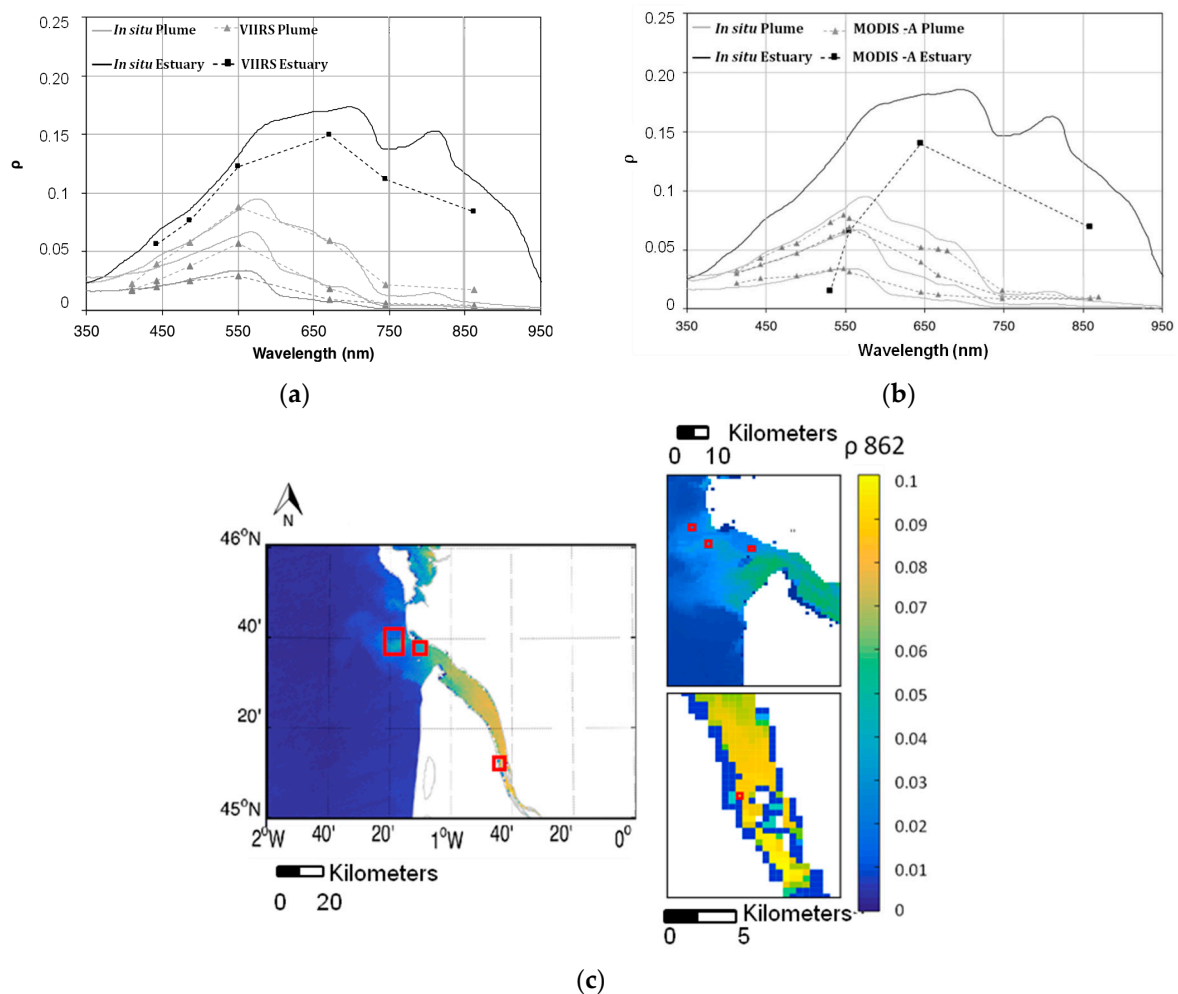 0.25
0.20
0.15
0.10
0.05
0
ρ
In situ Plume
VIIRS Plume
In situ Estuary
VIIRS Estuary
350 450 550 650 750 850 950
Wavelength (nm)
(a)
0.25
0.20
0.15
0.10
0.05
0
ρ
In situ Plume
MODIS -A Plume
In situ Estuary
MODIS -A Estuary
350 450 550 650 750 850 950
Wavelength (nm)
(b)
N
46°N
40'
20'
45°N
2°W 40' 20' 1°W 40' 20' 0°
Kilometers
0 20
Kilometers
0 10
ρ 862
0.1
0.09
0.08
0.07
0.06
0.05
0.04
0.03
0.02
0.01
0
Kilometers
0 5
(c)